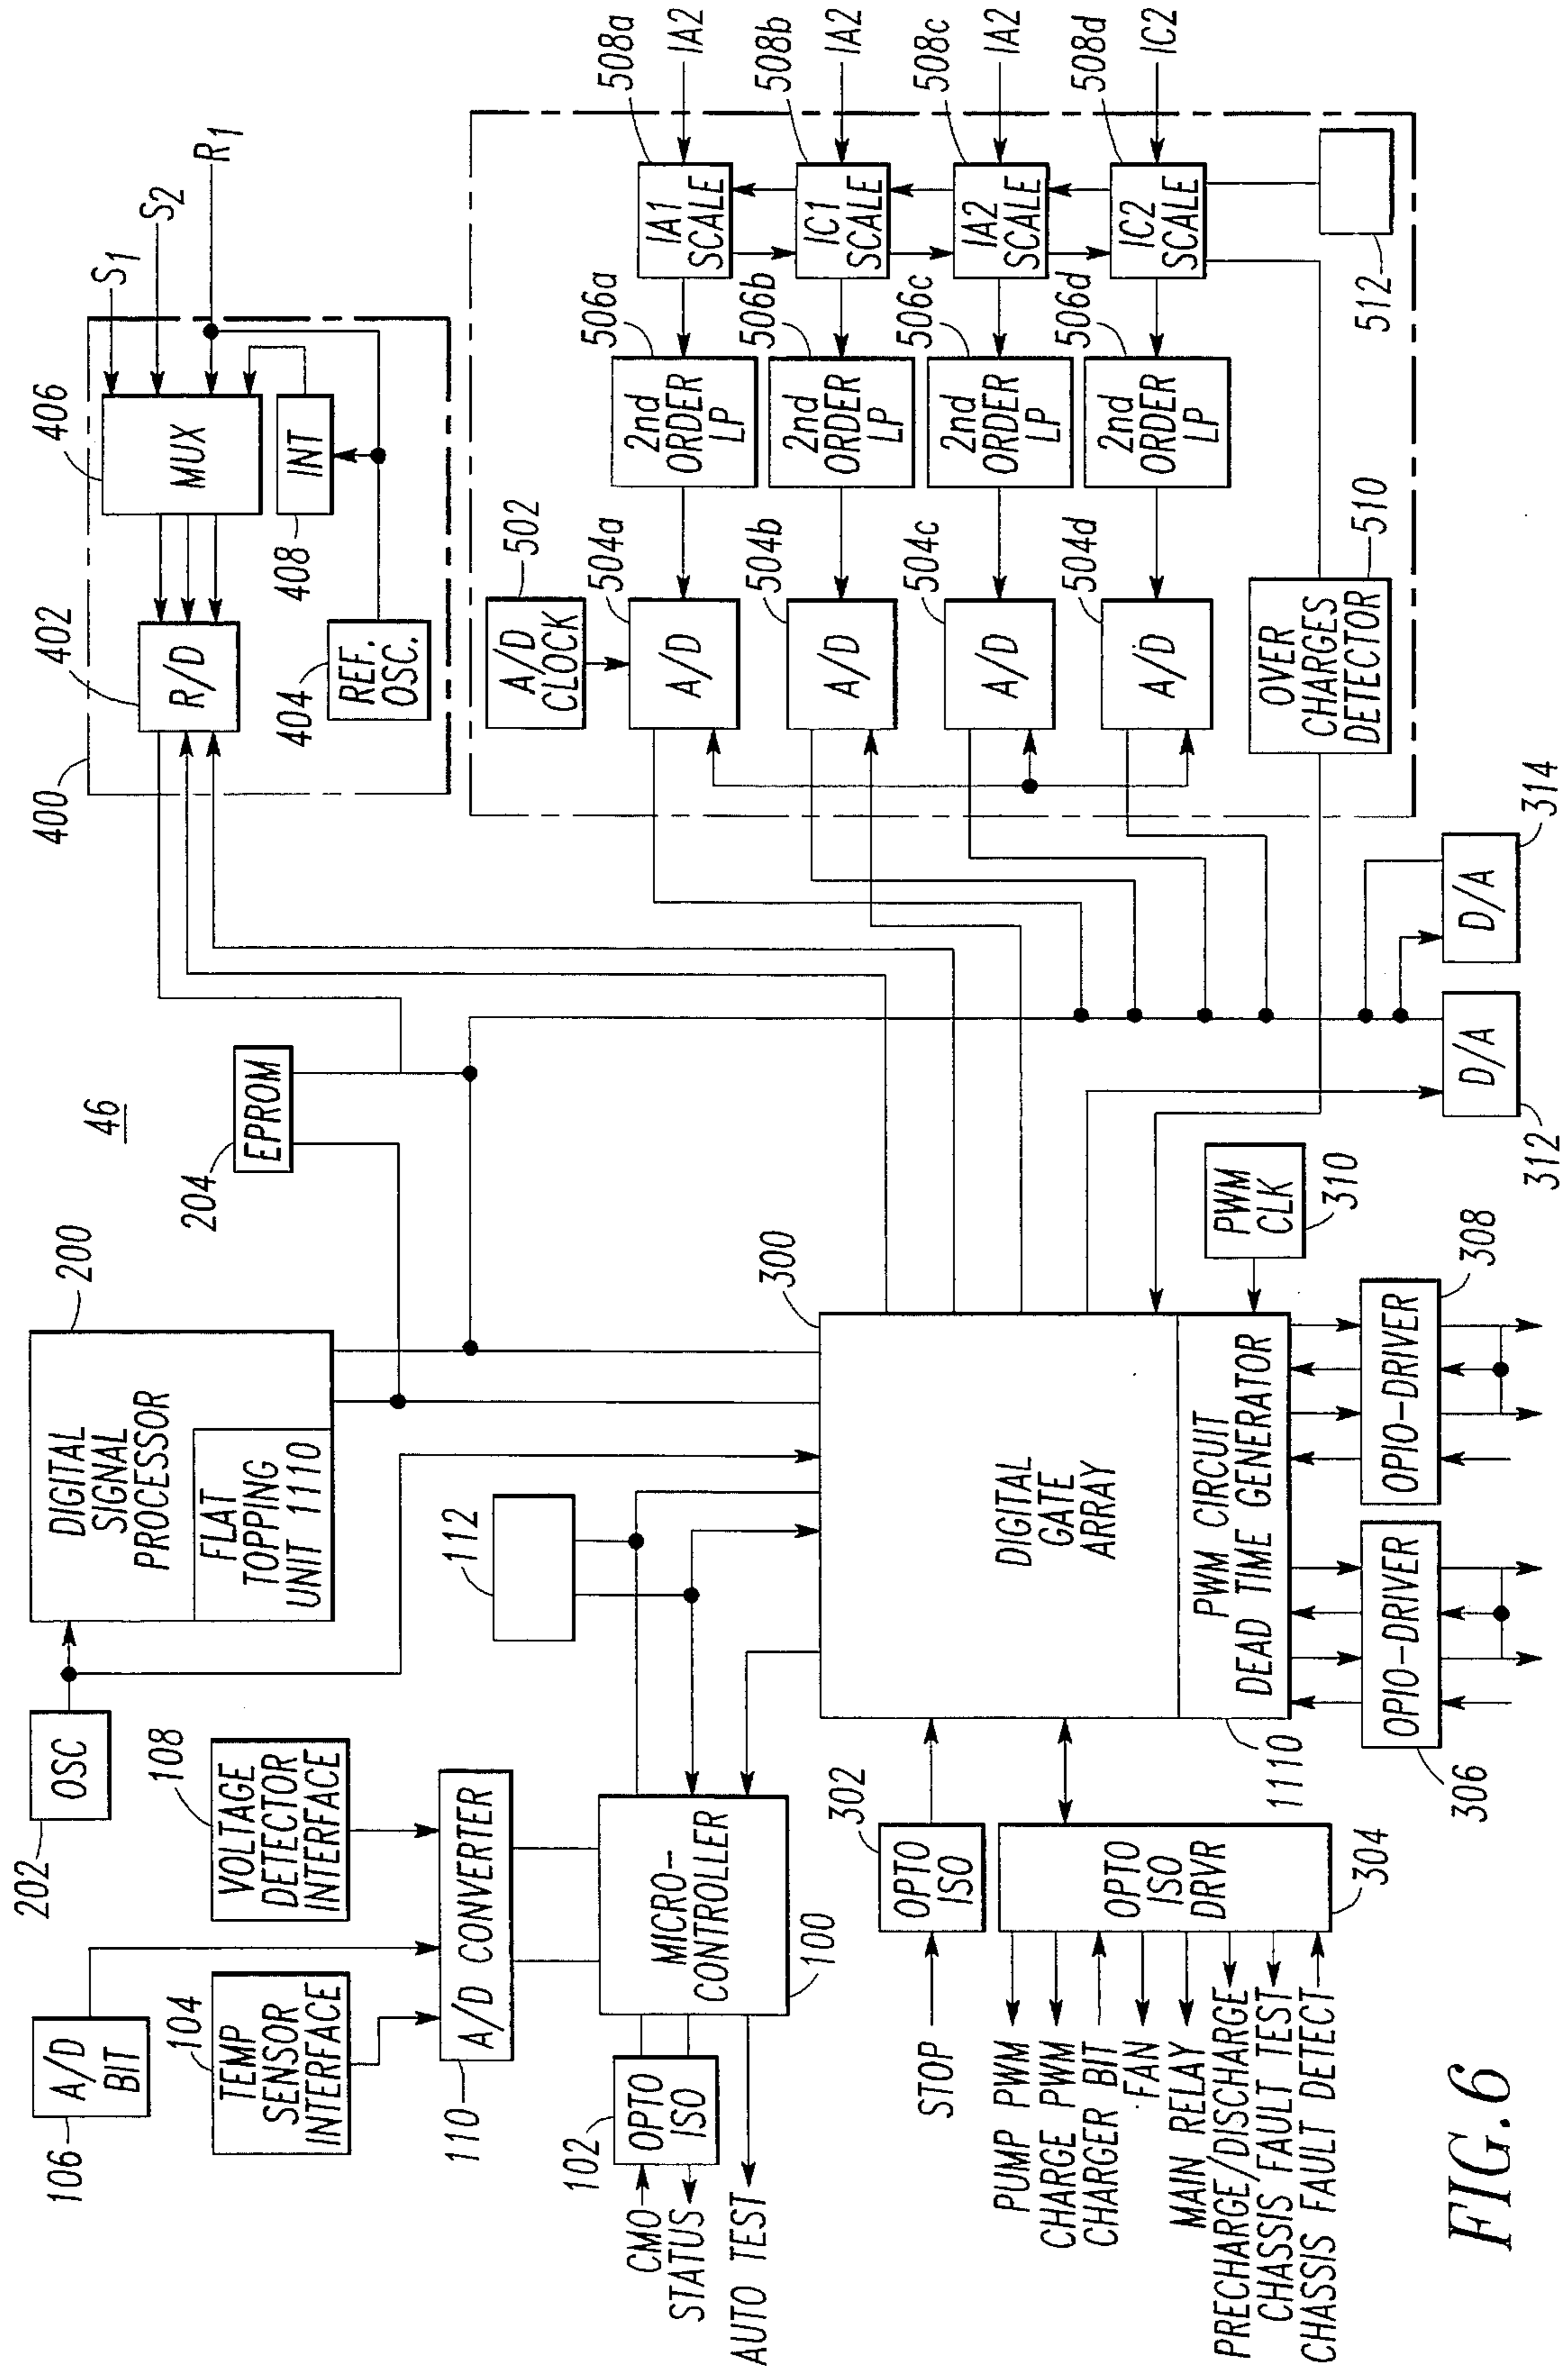 46
106
A/D
BIT
104
TEMP
SENSOR
INTERFACE
202
OSC
108
VOLTAGE
DETECTOR
INTERFACE
110
A/D CONVERTER
102
OPTO
ISO
CMO
STATUS
AUTO TEST
MICRO-
CONTROLLER
100
112
200
DIGITAL
SIGNAL
PROCESSOR
FLAT
TOPPING
UNIT 1110
204
EPROM
300
DIGITAL
GATE
ARRAY
PWM CIRCUIT
DEAD TIME GENERATOR
1110
302
OPTO
ISO
STOP
OPTO
ISO
DRVR
304
PUMP PWM
CHARGE PWM
CHARGER BIT
FAN
MAIN RELAY
PRECHARGE/DISCHARGE
CHASSIS FAULT TEST
CHASSIS FAULT DETECT
OPIO-DRIVER
306
OPIO-DRIVER
308
PWM
CLK
310
D/A
312
D/A
314
400
402
R/D
404
REF.
OSC.
406
MUX
408
INT
S1
S2
R1
A/D
CLOCK
502
504a
A/D
504b
A/D
504c
A/D
504d
A/D
506a
2nd
ORDER
LP
506b
2nd
ORDER
LP
506c
2nd
ORDER
LP
506d
2nd
ORDER
LP
508a
IA1
SCALE
IA2
508b
IC1
SCALE
IA2
508c
IA2
SCALE
IA2
508d
IC2
SCALE
IC2
OVER
CHARGES
DETECTOR
510
512
FIG.6